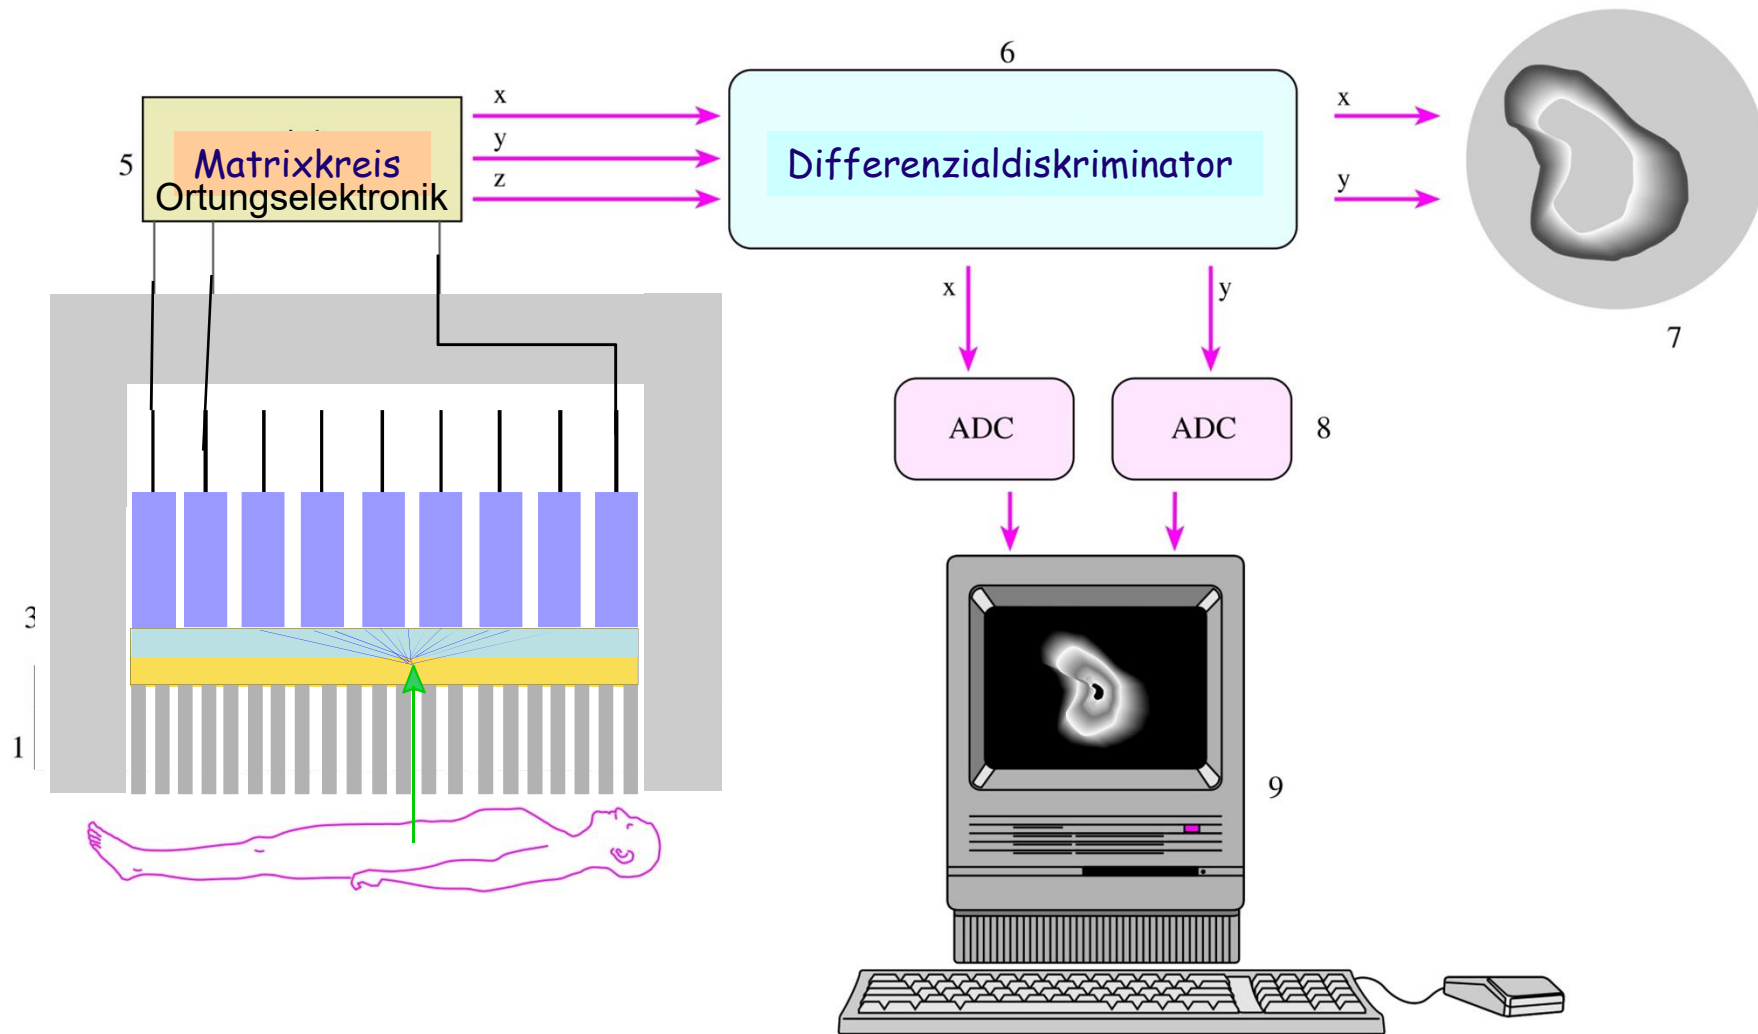 6
x
x
y
5
Matrixkreis
Differenzialdiskriminator
z
y
Ortungselektronik
x
y
7
ADC
ADC
8
3
1
9